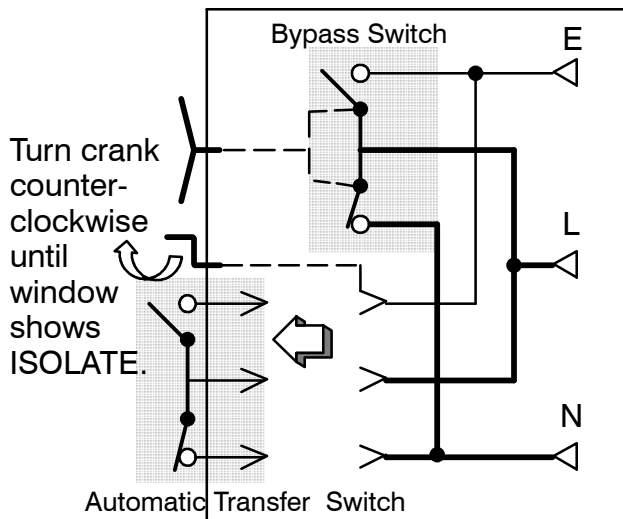 Bypass Switch
E
Turn crank
counter-
clockwise
until
window
shows
ISOLATE.
L
N
Automatic Transfer Switch